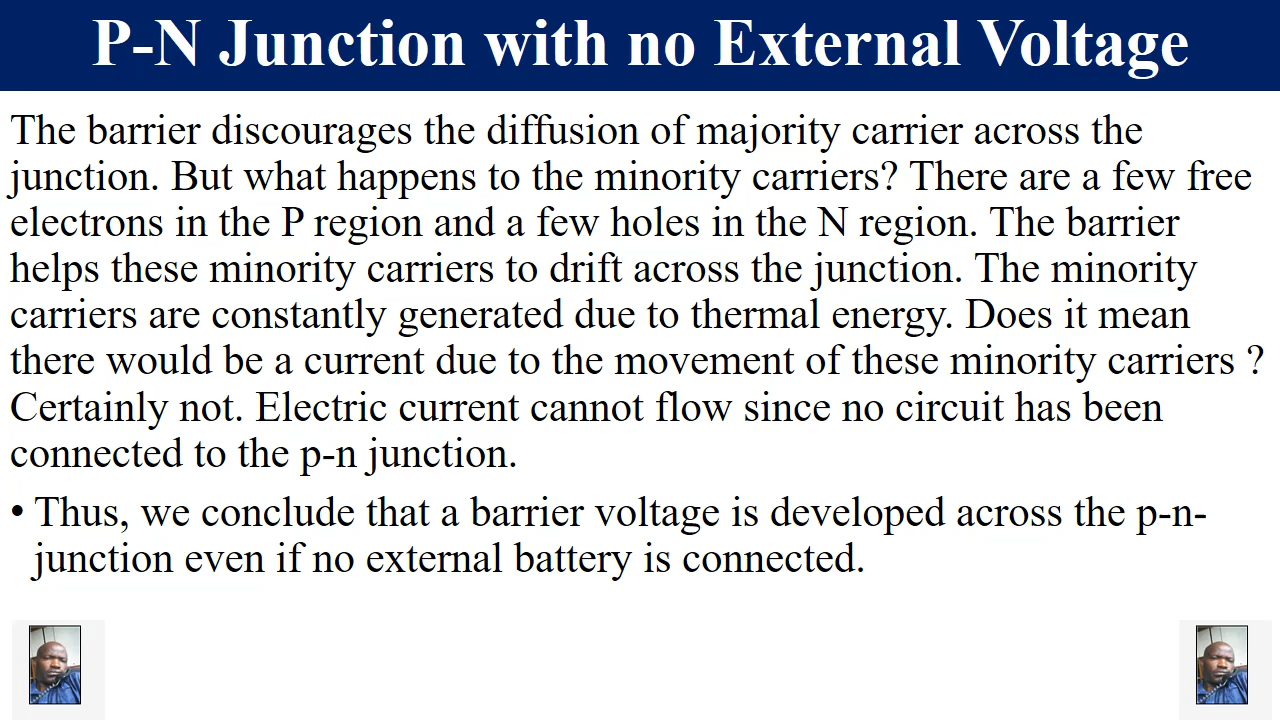 P-N Junction with no External Voltage
The barrier discourages the diffusion of majority carrier across the
junction. But what happens to the minority carriers? There are a few free
electrons in the P region and a few holes in the N region. The barrier
helps these minority carriers to drift across the junction. The minority
carriers are constantly generated due to thermal energy. Does it mean
there would be a current due to the movement of these minority carriers ?
Certainly not. Electric current cannot flow since no circuit has been
connected to the p-n junction.
• Thus, we conclude that a barrier voltage is developed across the p-n-
junction even if no external battery is connected.